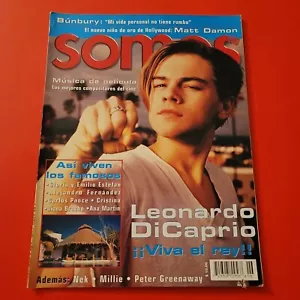 Bunbury: "Mi vida personal no tiene rumbo"
El nuevo niño de oro de Hollywood: Matt Damon
somos
Música de película
Los mejores compositores del cine
Así viven
los famosos
•Gloria y Emilio Estefan
•Alejandro Fernández
•Carlos Ponce • Cristina
•Ana Martín
Leonardo
DiCaprio
¡¡Viva el rey!!
Además: Nek • Millie • Peter Greenaway